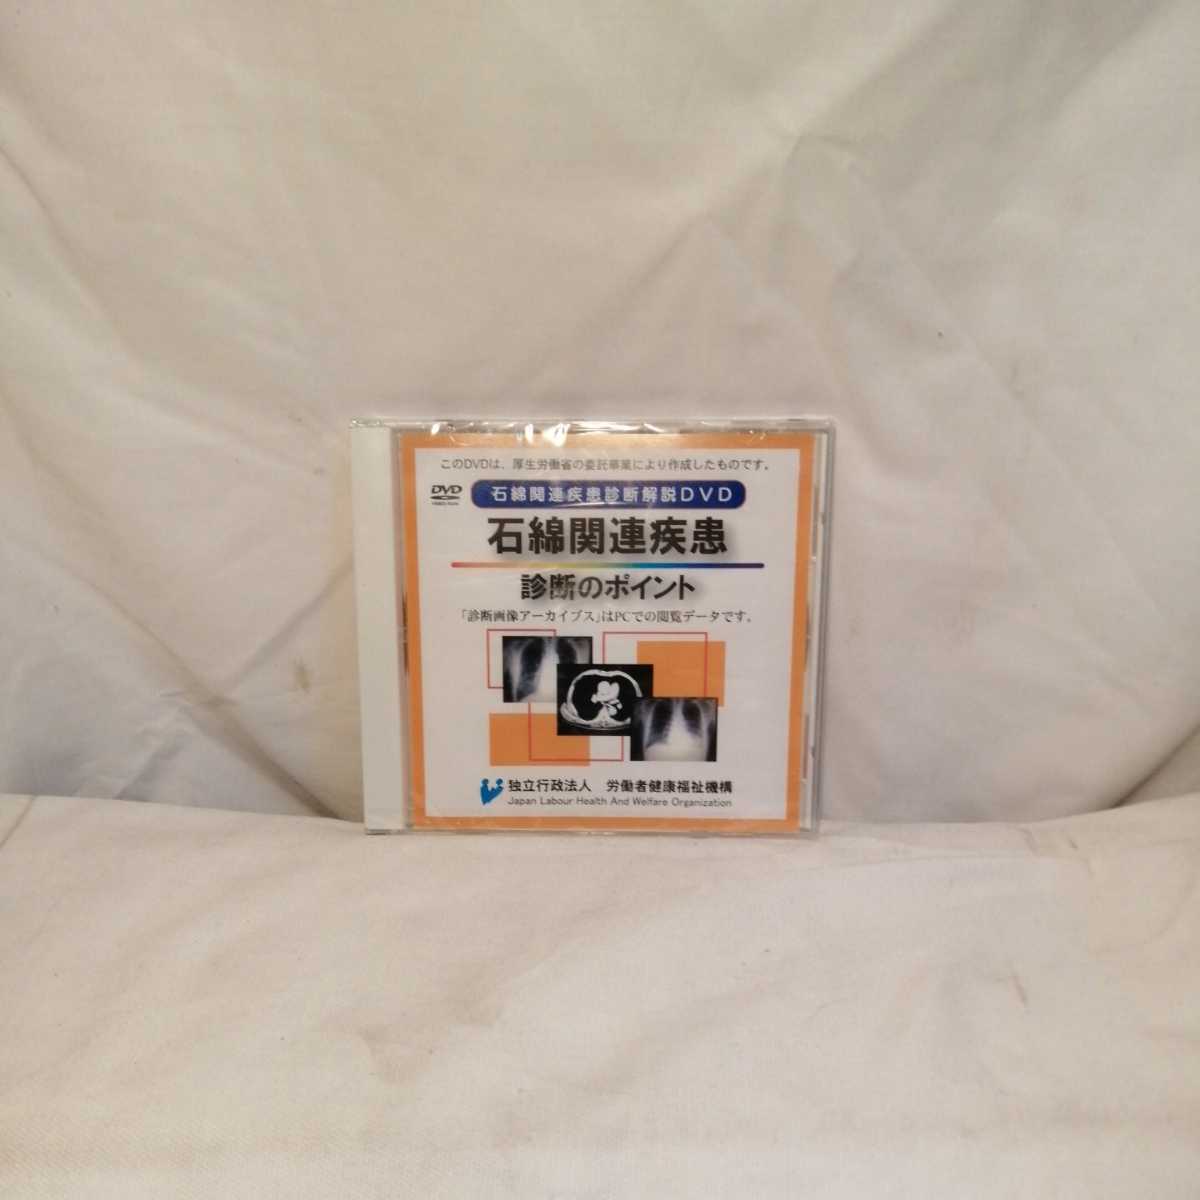 このDVDは、厚生労働省の委託事業により作成したものです。
DVD
石綿関連疾患診断解説DVD
石綿関連疾患
診断のポイント
「診断画像アーカイブス」はPCでの閲覧データです。
独立行政法人 労働者健康福祉機構
Japan Labour Health And Welfare Organization